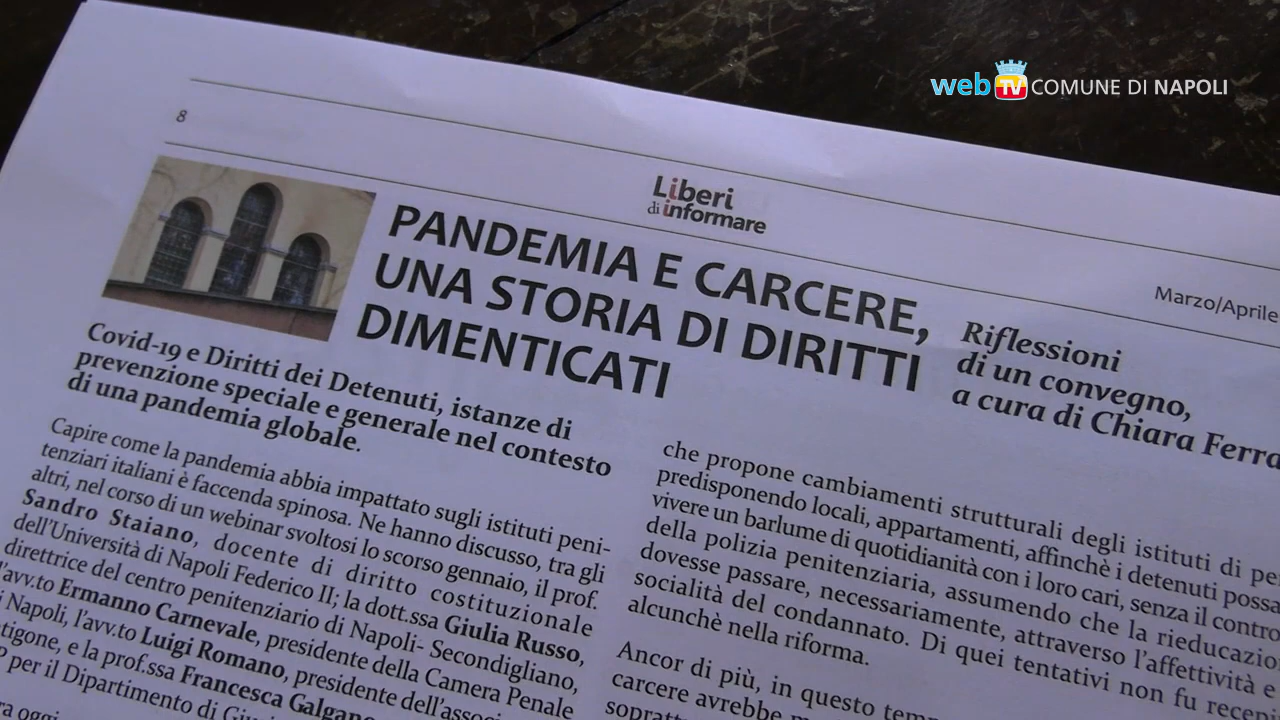 web TV COMUNE DI NAPOLI
8
Liberi
di informare
Marzo/Aprile
PANDEMIA E CARCERE,
UNA STORIA DI DIRITTI
DIMENTICATI
Riflessioni
di un convegno,
a cura di Chiara
Covid-19 e Diritti dei Detenuti, istanze di
prevenzione speciale e generale nel contesto
di una pandemia globale.
Capire come la pandemia abbia impattato sugli istituti peni-
tenziari italiani è faccenda spinosa. Ne hanno discusso, tra gli
altri, nel corso di un webinar svoltosi lo scorso gennaio, il prof.
Sandro Staiano, docente di diritto costituzionale
dell'Università di Napoli Federico II; la dott.ssa Giulia Russo,
direttrice del centro penitenziario di Napoli- Secondigliano,
l'avv.to Ermanno Carnevale, presidente della Camera Penale
Napoli, l'avv.to Luigi Romano, presidente
e la prof.ssa Francesca
per il Dipartimento di
oggi
che propone cambiamenti strutturali degli istituti di
predisponendo locali, appartamenti, affinchè i detenuti
vivere un barlume di quotidianità con i loro cari, senza il
della polizia penitenziaria, assumendo che la
dovesse passare, necessariamente, attraverso l'affettività e
socialità del condannato. Di quei tentativi non fu
alcunchè nella riforma.
Ancor di più, in questo
carcere avrebbe